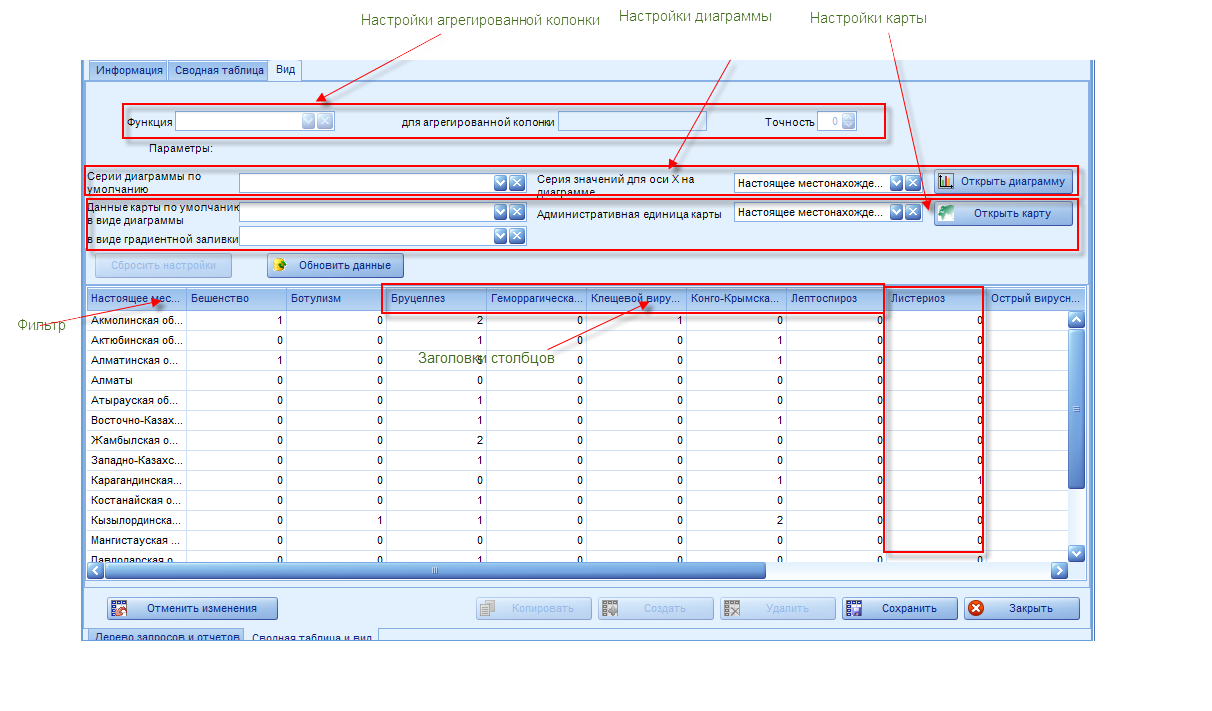 Настройки агрегированной колонки
Настройки диаграммы
Настройки карты
Информация Сводная таблица Вид
Функция для агрегированной колонки Точность 0
Параметры:
Серии диаграммы по
умолчанию
Серия значений для оси X на
диаграмме
Настоящее местонахожде...
Открыть диаграмму
Данные карты по умолчанию
в виде диаграммы
Административная единица карты
Настоящее местонахожде...
Открыть карту
в виде градиентной заливки
Сбросить настройки Обновить данные
Настоящее мес... Бешенство Ботулизм Бруцеллез Геморрагическа... Клещевой виру... Конго-Крымска... Лептоспироз Листериоз Острый вирусн...
Фильтр
Заголовки столбцов
Акмолинская об... 1 0 2 0 1 0 0 0
Актюбинская об... 0 0 1 0 0 1 0 0
Алматинская о... 1 0 5 0 0 1 0 0
Алматы 0 0 0 0 0 0 0 0
Атырауская об... 0 0 1 0 0 0 0 0
Восточно-Казах... 0 0 1 0 0 1 0 0
Жамбылская о... 0 0 2 0 0 0 0 0
Западно-Казахс... 0 0 1 0 0 0 0 0
Карагандинская... 0 0 0 0 0 1 0 1
Костанайская о... 0 0 1 0 0 0 0 0
Кызылординска... 0 1 1 0 0 2 0 0
Мангистауская ... 0 0 0 0 0 0 0 0
Павлодарская о... 0 0 1 0 0 0 0 0
Отменить изменения Копировать Создать Удалить Сохранить Закрыть
Дерево запросов и отчетов Сводная таблица и вид